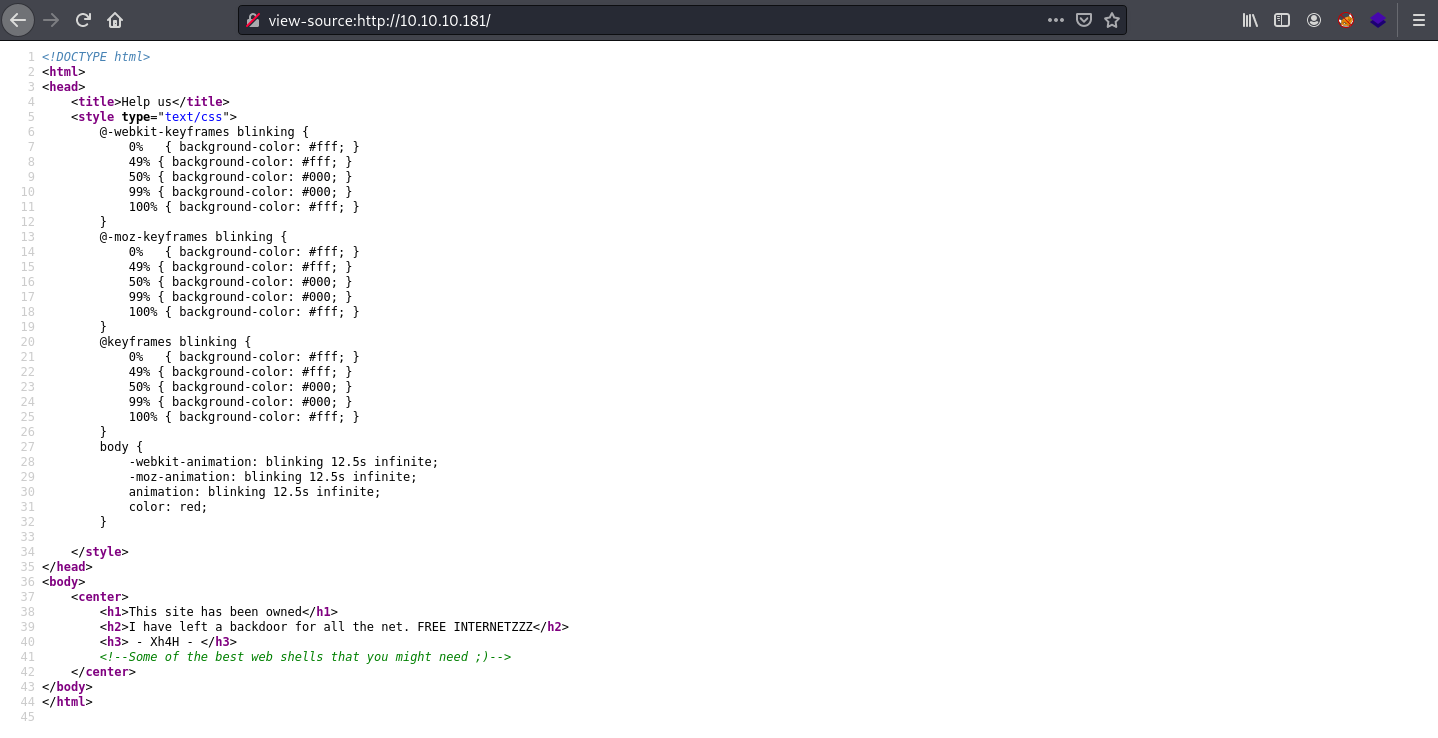 view-source:http://10.10.10.181/
1 <!DOCTYPE html>
2 <html>
3 <head>
4     <title>Help us</title>
5     <style type="text/css">
6         @-webkit-keyframes blinking {
7             0%   { background-color: #fff; }
8             49% { background-color: #fff; }
9             50% { background-color: #000; }
10             99% { background-color: #000; }
11             100% { background-color: #fff; }
12         }
13         @-moz-keyframes blinking {
14             0%   { background-color: #fff; }
15             49% { background-color: #fff; }
16             50% { background-color: #000; }
17             99% { background-color: #000; }
18             100% { background-color: #fff; }
19         }
20         @keyframes blinking {
21             0%   { background-color: #fff; }
22             49% { background-color: #fff; }
23             50% { background-color: #000; }
24             99% { background-color: #000; }
25             100% { background-color: #fff; }
26         }
27         body {
28             -webkit-animation: blinking 12.5s infinite;
29             -moz-animation: blinking 12.5s infinite;
30             animation: blinking 12.5s infinite;
31             color: red;
32         }
33
34     </style>
35 </head>
36 <body>
37     <center>
38         <h1>This site has been owned</h1>
39         <h2>I have left a backdoor for all the net. FREE INTERNETZZZ</h2>
40         <h3> - Xh4H - </h3>
41         <!--Some of the best web shells that you might need ;)-->
42     </center>
43 </body>
44 </html>
45